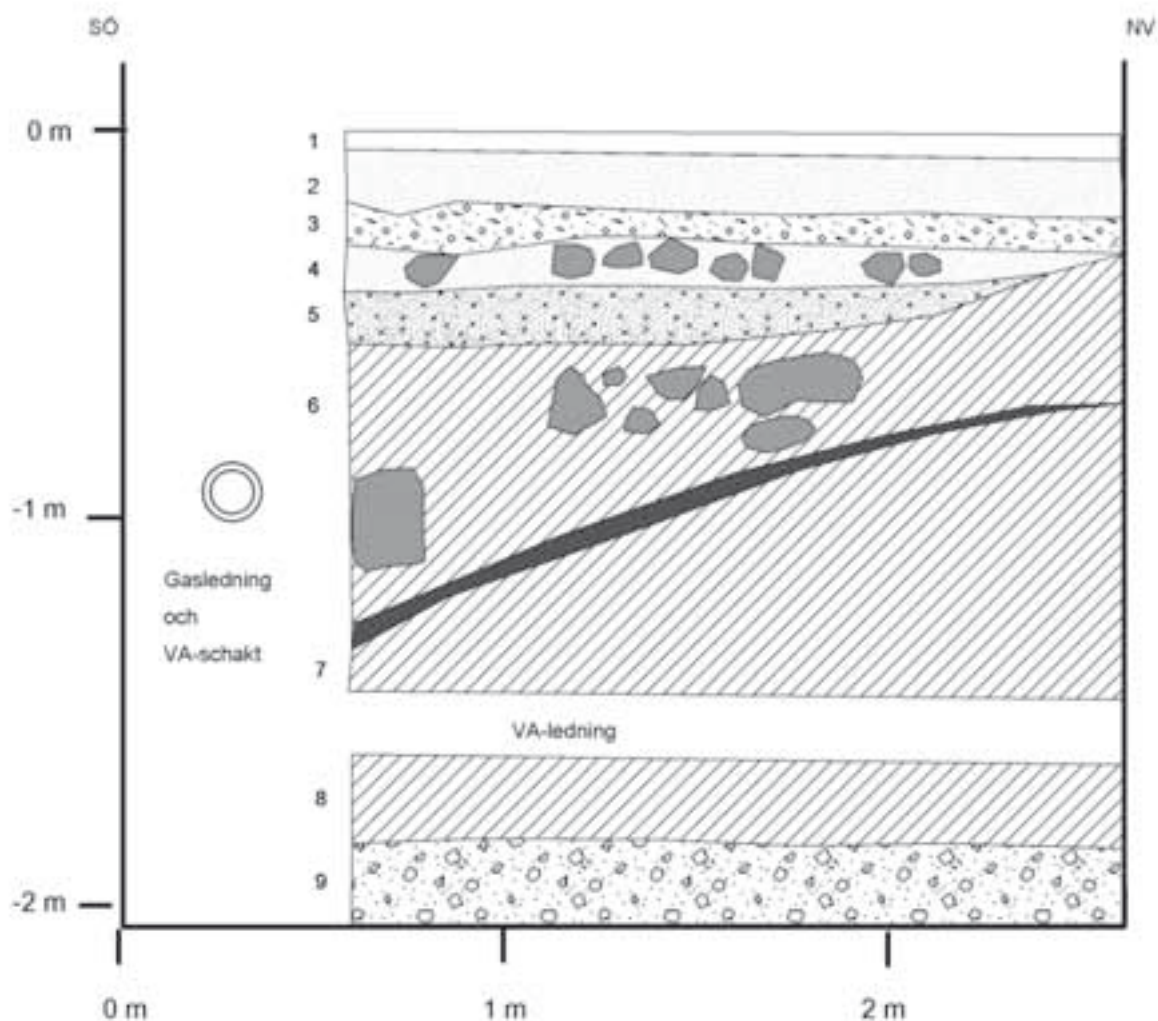 SÖ
NV
0 m
1
2
3
4
5
6
-1 m
Gasledning
och
VA-schakt
7
VA-ledning
8
9
-2 m
0 m
1 m
2 m